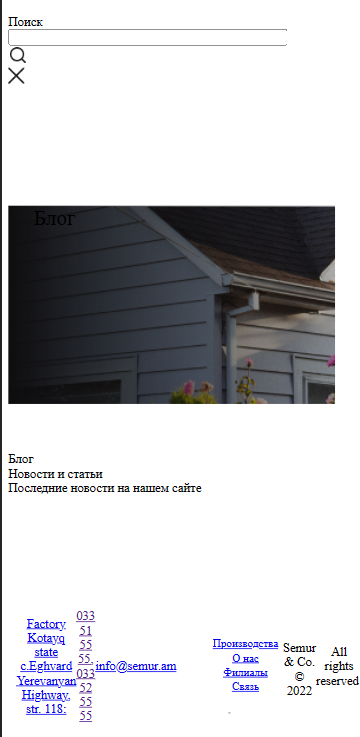 Поиск
Блог
Блог
Новости и статьи
Последние новости на нашем сайте
Factory
Kotayq
state
c.Eghvard
Yerevanyan
Highway,
str. 118:
033
51
55
55,
033
52
55
55
info@semur.am
Производства
О нас
Филиалы
Связь
Semur
& Co.
©
2022
All
rights
reserved